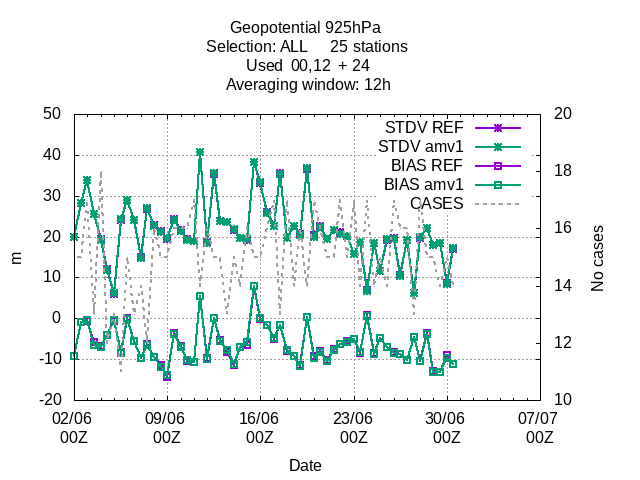 Geopotential 925hPa
Selection: ALL 25 stations
Used 00,12 + 24
Averaging window: 12h
50 20
STDV REF
STDV amv1
40
18
BIAS REF
BIAS amv1
30
CASES
16
20
m
No cases
10
14
0
12
-10
-20 10
02/06 09/06 16/06 23/06 30/06 07/07
00Z 00Z 00Z 00Z 00Z 00Z
Date